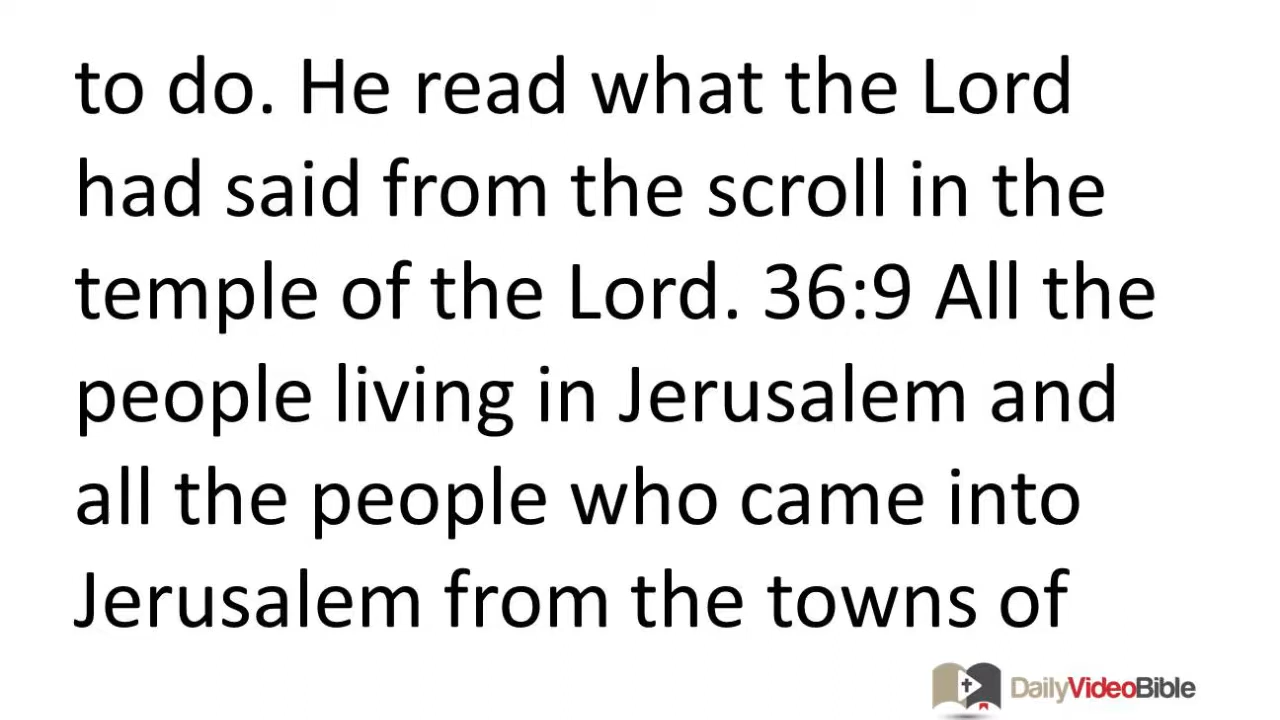 to do. He read what the Lord
had said from the scroll in the
temple of the Lord. 36:9 All the
people living in Jerusalem and
all the people who came into
Jerusalem from the towns of
DailyVideoBible